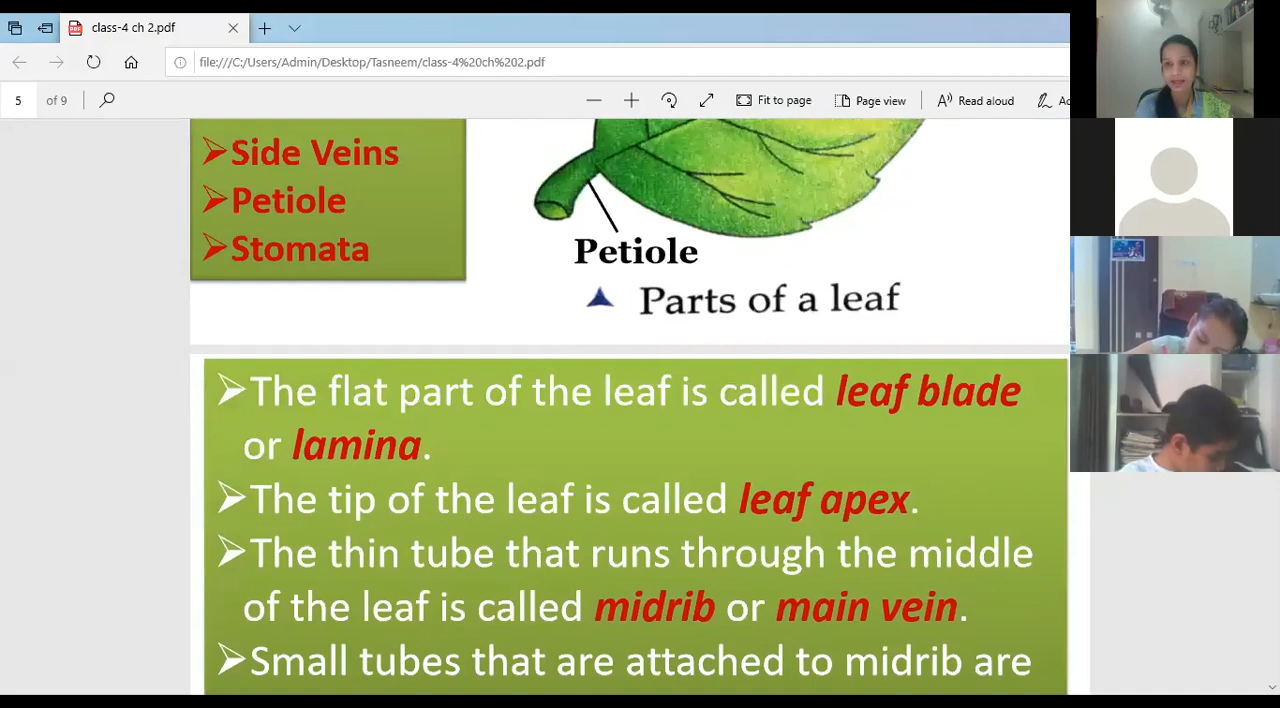 class-4 ch 2.pdf
file:///C:/Users/Admin/Desktop/Tasneem/class-4%20ch%202.pdf
5 of 9 Fit to page Page view Read aloud
Side Veins
Petiole
Stomata
Petiole
Parts of a leaf
The flat part of the leaf is called leaf blade
or lamina.
The tip of the leaf is called leaf apex.
The thin tube that runs through the middle
of the leaf is called midrib or main vein.
Small tubes that are attached to midrib are